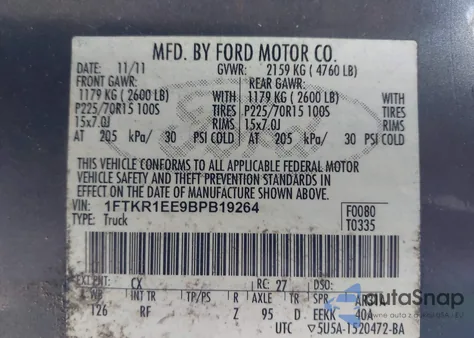 MFD. BY FORD MOTOR CO.
DATE: 11/11 GVWR: 2159 KG ( 4760 LB)
FRONT GAWR: REAR GAWR:
1179 KG ( 2600 LB) WITH 1179 KG ( 2600 LB) WITH
P225/70R15 100S TIRES P225/70R15 100S TIRES
15x7.0J RIMS 15x7.0J RIMS
AT 205 kPa/ 30 PSI COLD AT 205 kPa/ 30 PSI COLD
THIS VEHICLE CONFORMS TO ALL APPLICABLE FEDERAL MOTOR
VEHICLE SAFETY AND THEFT PREVENTION STANDARDS IN
EFFECT ON THE DATE OF MANUFACTURE SHOWN ABOVE.
VIN: 1FTKR1EE9BPB19264 F0080
TYPE: Truck T0335
EXT PNT: CX RC: 27 DSO:
WB INT TR TP/PS R AXLE TR SPR
126 RF Z 95 D EEKK 40A
UTC 5U5A-1520472-BA
autoSnap